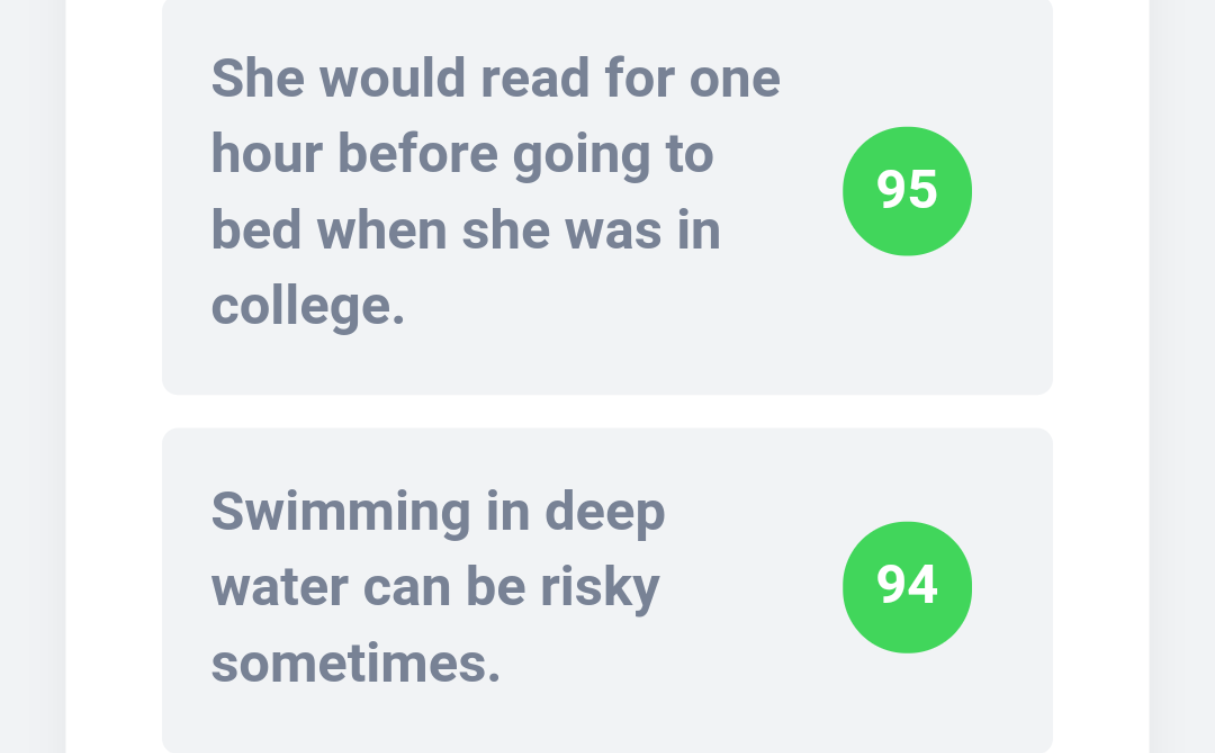 She would read for one
hour before going to
bed when she was in
college.
95
Swimming in deep
water can be risky
sometimes.
94